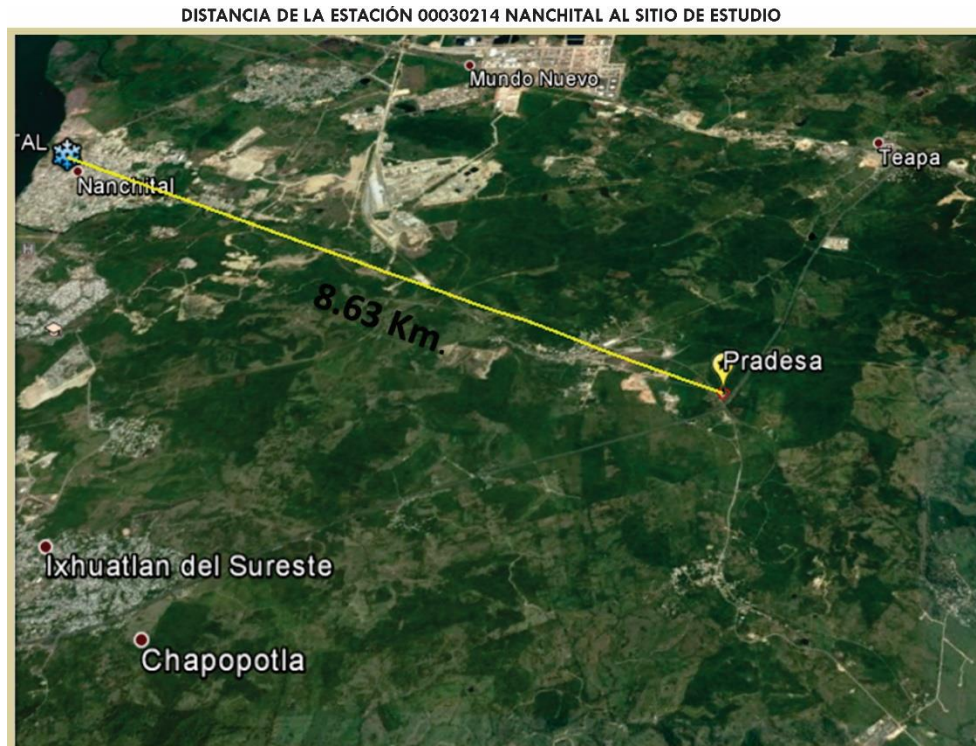 DISTANCIA DE LA ESTACIÓN 00030214 NANCHITAL AL SITIO DE ESTUDIO
Mundo Nuevo
TAL
Teapa
Nanchital
H
8.63 Km.
Pradesa
Ixhuatlan del Sureste
Chapopotla